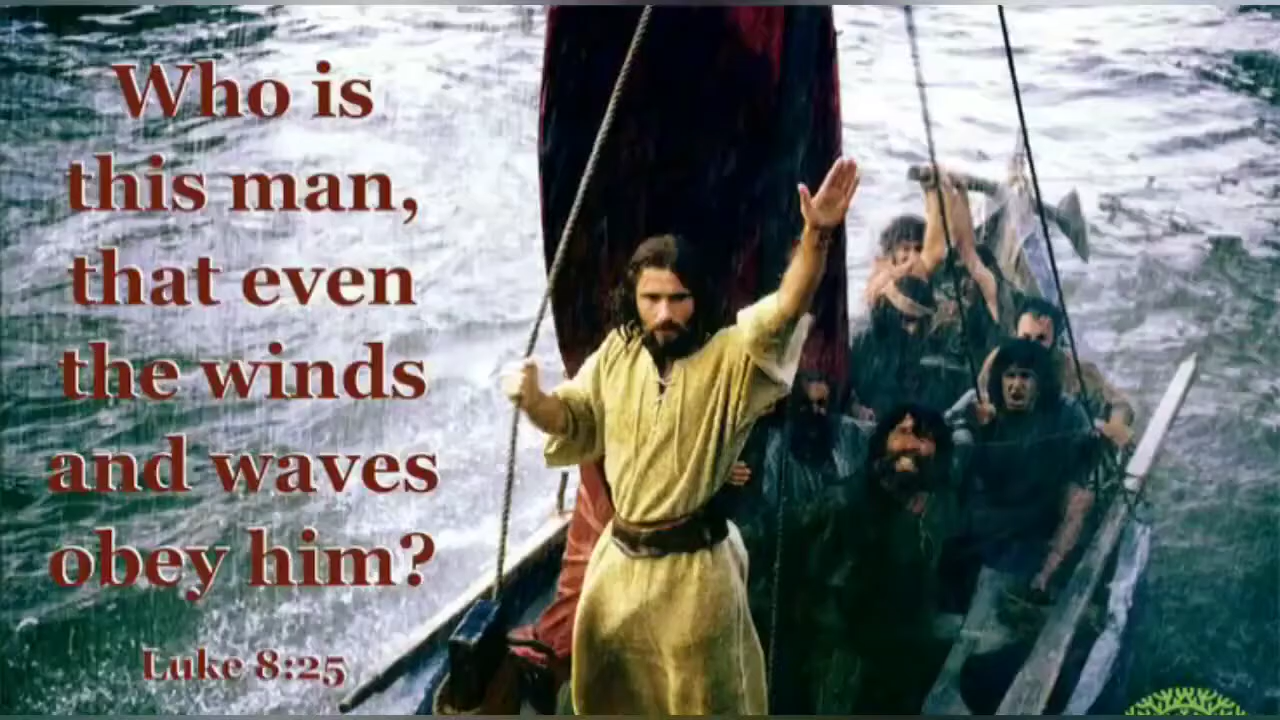 Who is
this man,
that even
the winds
and waves
obey him?
Luke 8:25